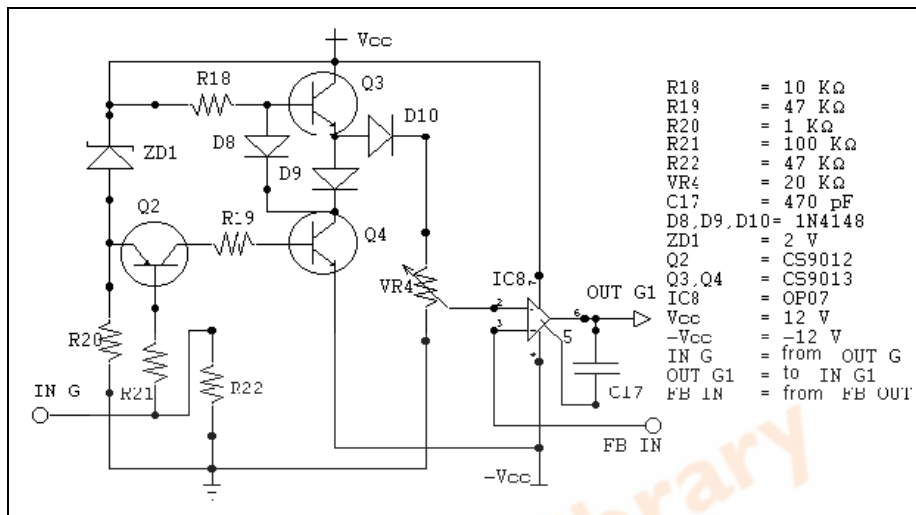 Vcc
R18
Q3
D10
D8
ZD1
D9
Q2
R19
Q4
VR4
IC8
7
2
3
6
5
4
OUT G1
R20
R21
R22
C17
IN G
FB IN
-Vcc
R18 = 10 KΩ
R19 = 47 KΩ
R20 = 1 KΩ
R21 = 100 KΩ
R22 = 47 KΩ
VR4 = 20 KΩ
C17 = 470 pF
D8,D9,D10= 1N4148
ZD1 = 2 V
Q2 = CS9012
Q3,Q4 = CS9013
IC8 = OP07
Vcc = 12 V
-Vcc = -12 V
IN G = from OUT G
OUT G1 = to IN G1
FB IN = from FB OUT
ibrary